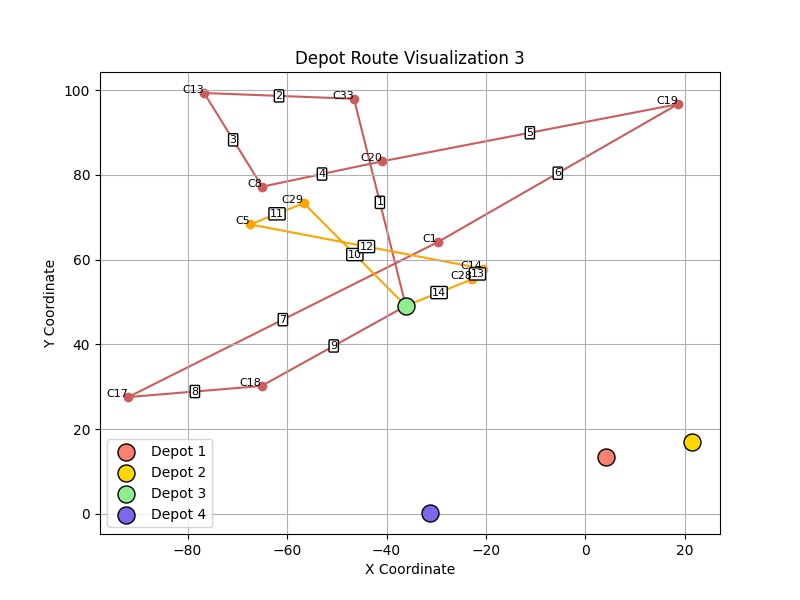 Depot Route Visualization 3
Y Coordinate
100
80
60
40
20
0
C13
2
C33
C19
3
5
C20
4
6
C8
1
C29
C5
11
C1
12
10
C14
C28
13
14
7
9
C17
8
C18
Depot 1
Depot 2
Depot 3
Depot 4
−80
−60
−40
−20
0
20
X Coordinate